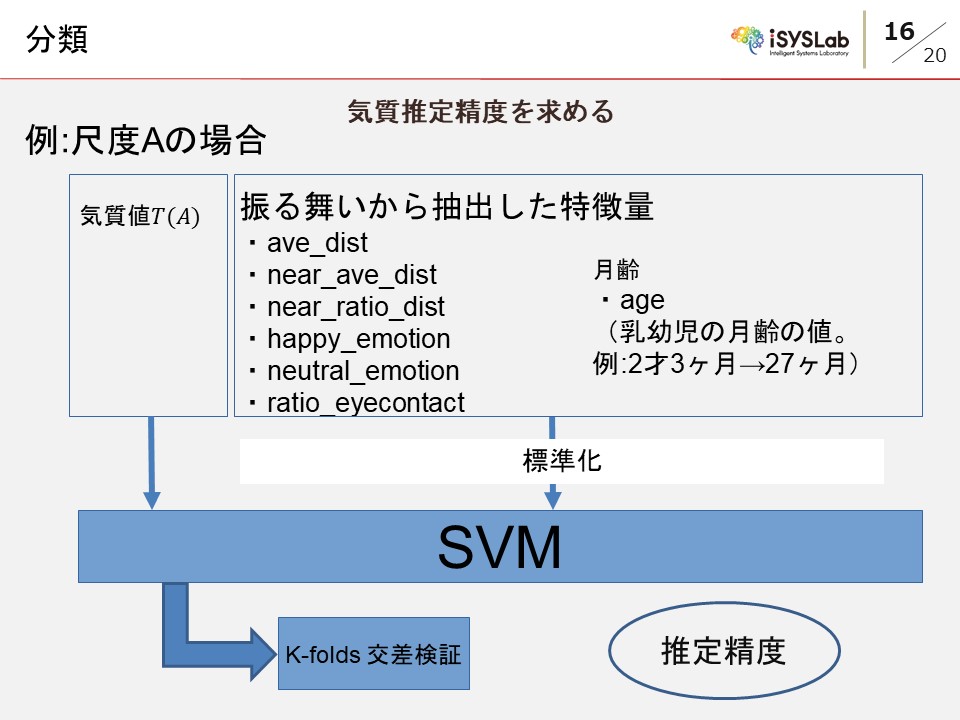 分類
iSYSLab
Intelligent Systems Laboratory
16
20
気質推定精度を求める
例:尺度Aの場合
気質値T(A)
振る舞いから抽出した特徴量
・ave_dist
・near_ave_dist
・near_ratio_dist
・happy_emotion
・neutral_emotion
・ratio_eyecontact
月齢
・age
（乳幼児の月齢の値。
例:2才3ヶ月→27ヶ月）
標準化
SVM
K-folds 交差検証
推定精度